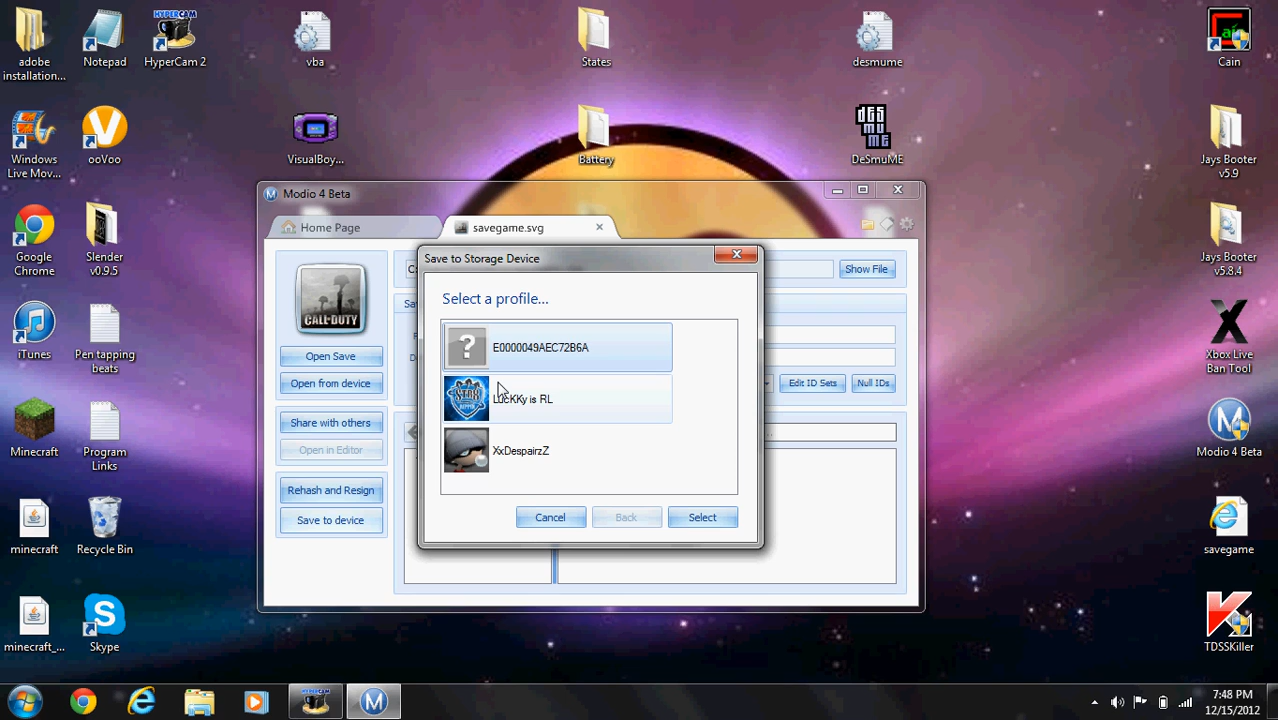 adobe
installation...
Notepad
HyperCam 2
vba
States
desmume
Cain
Windows
Live Mov...
ooVoo
VisualBoy...
Battery
DeSmuME
Jays Booter
v5.9
Google
Chrome
Slender
v0.9.5
Jays Booter
v5.8.4
iTunes
Pen tapping
beats
Xbox Live
Ban Tool
Minecraft
Program
Links
Modio 4 Beta
minecraft
Recycle Bin
savegame
minecraft_...
Skype
TDSSKiller
Modio 4 Beta
Home Page
savegame.svg
Show File
CALL OF DUTY
Open Save
Open from device
Share with others
Open in Editor
Rehash and Resign
Save to device
Edit ID Sets
Null IDs
Save to Storage Device
Select a profile...
E0000049AEC72B6A
LucKKy is RL
XxDespairzZ
Cancel
Back
Select
7:48 PM
12/15/2012